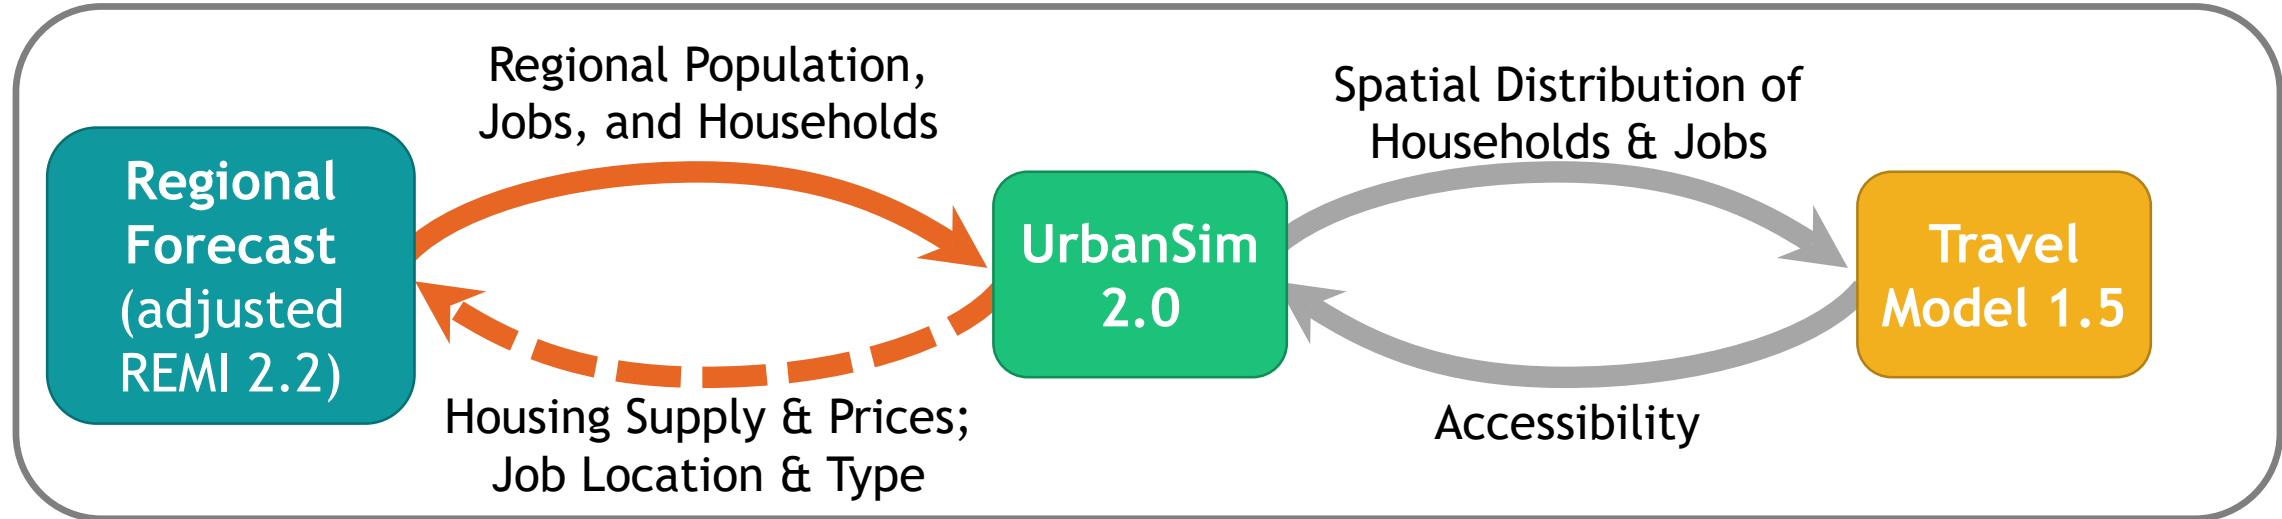 Regional Population,
Jobs, and Households
Spatial Distribution of
Households & Jobs
Regional
Forecast
(adjusted
REMI 2.2)
UrbanSim
2.0
Travel
Model 1.5
Housing Supply & Prices;
Job Location & Type
Accessibility